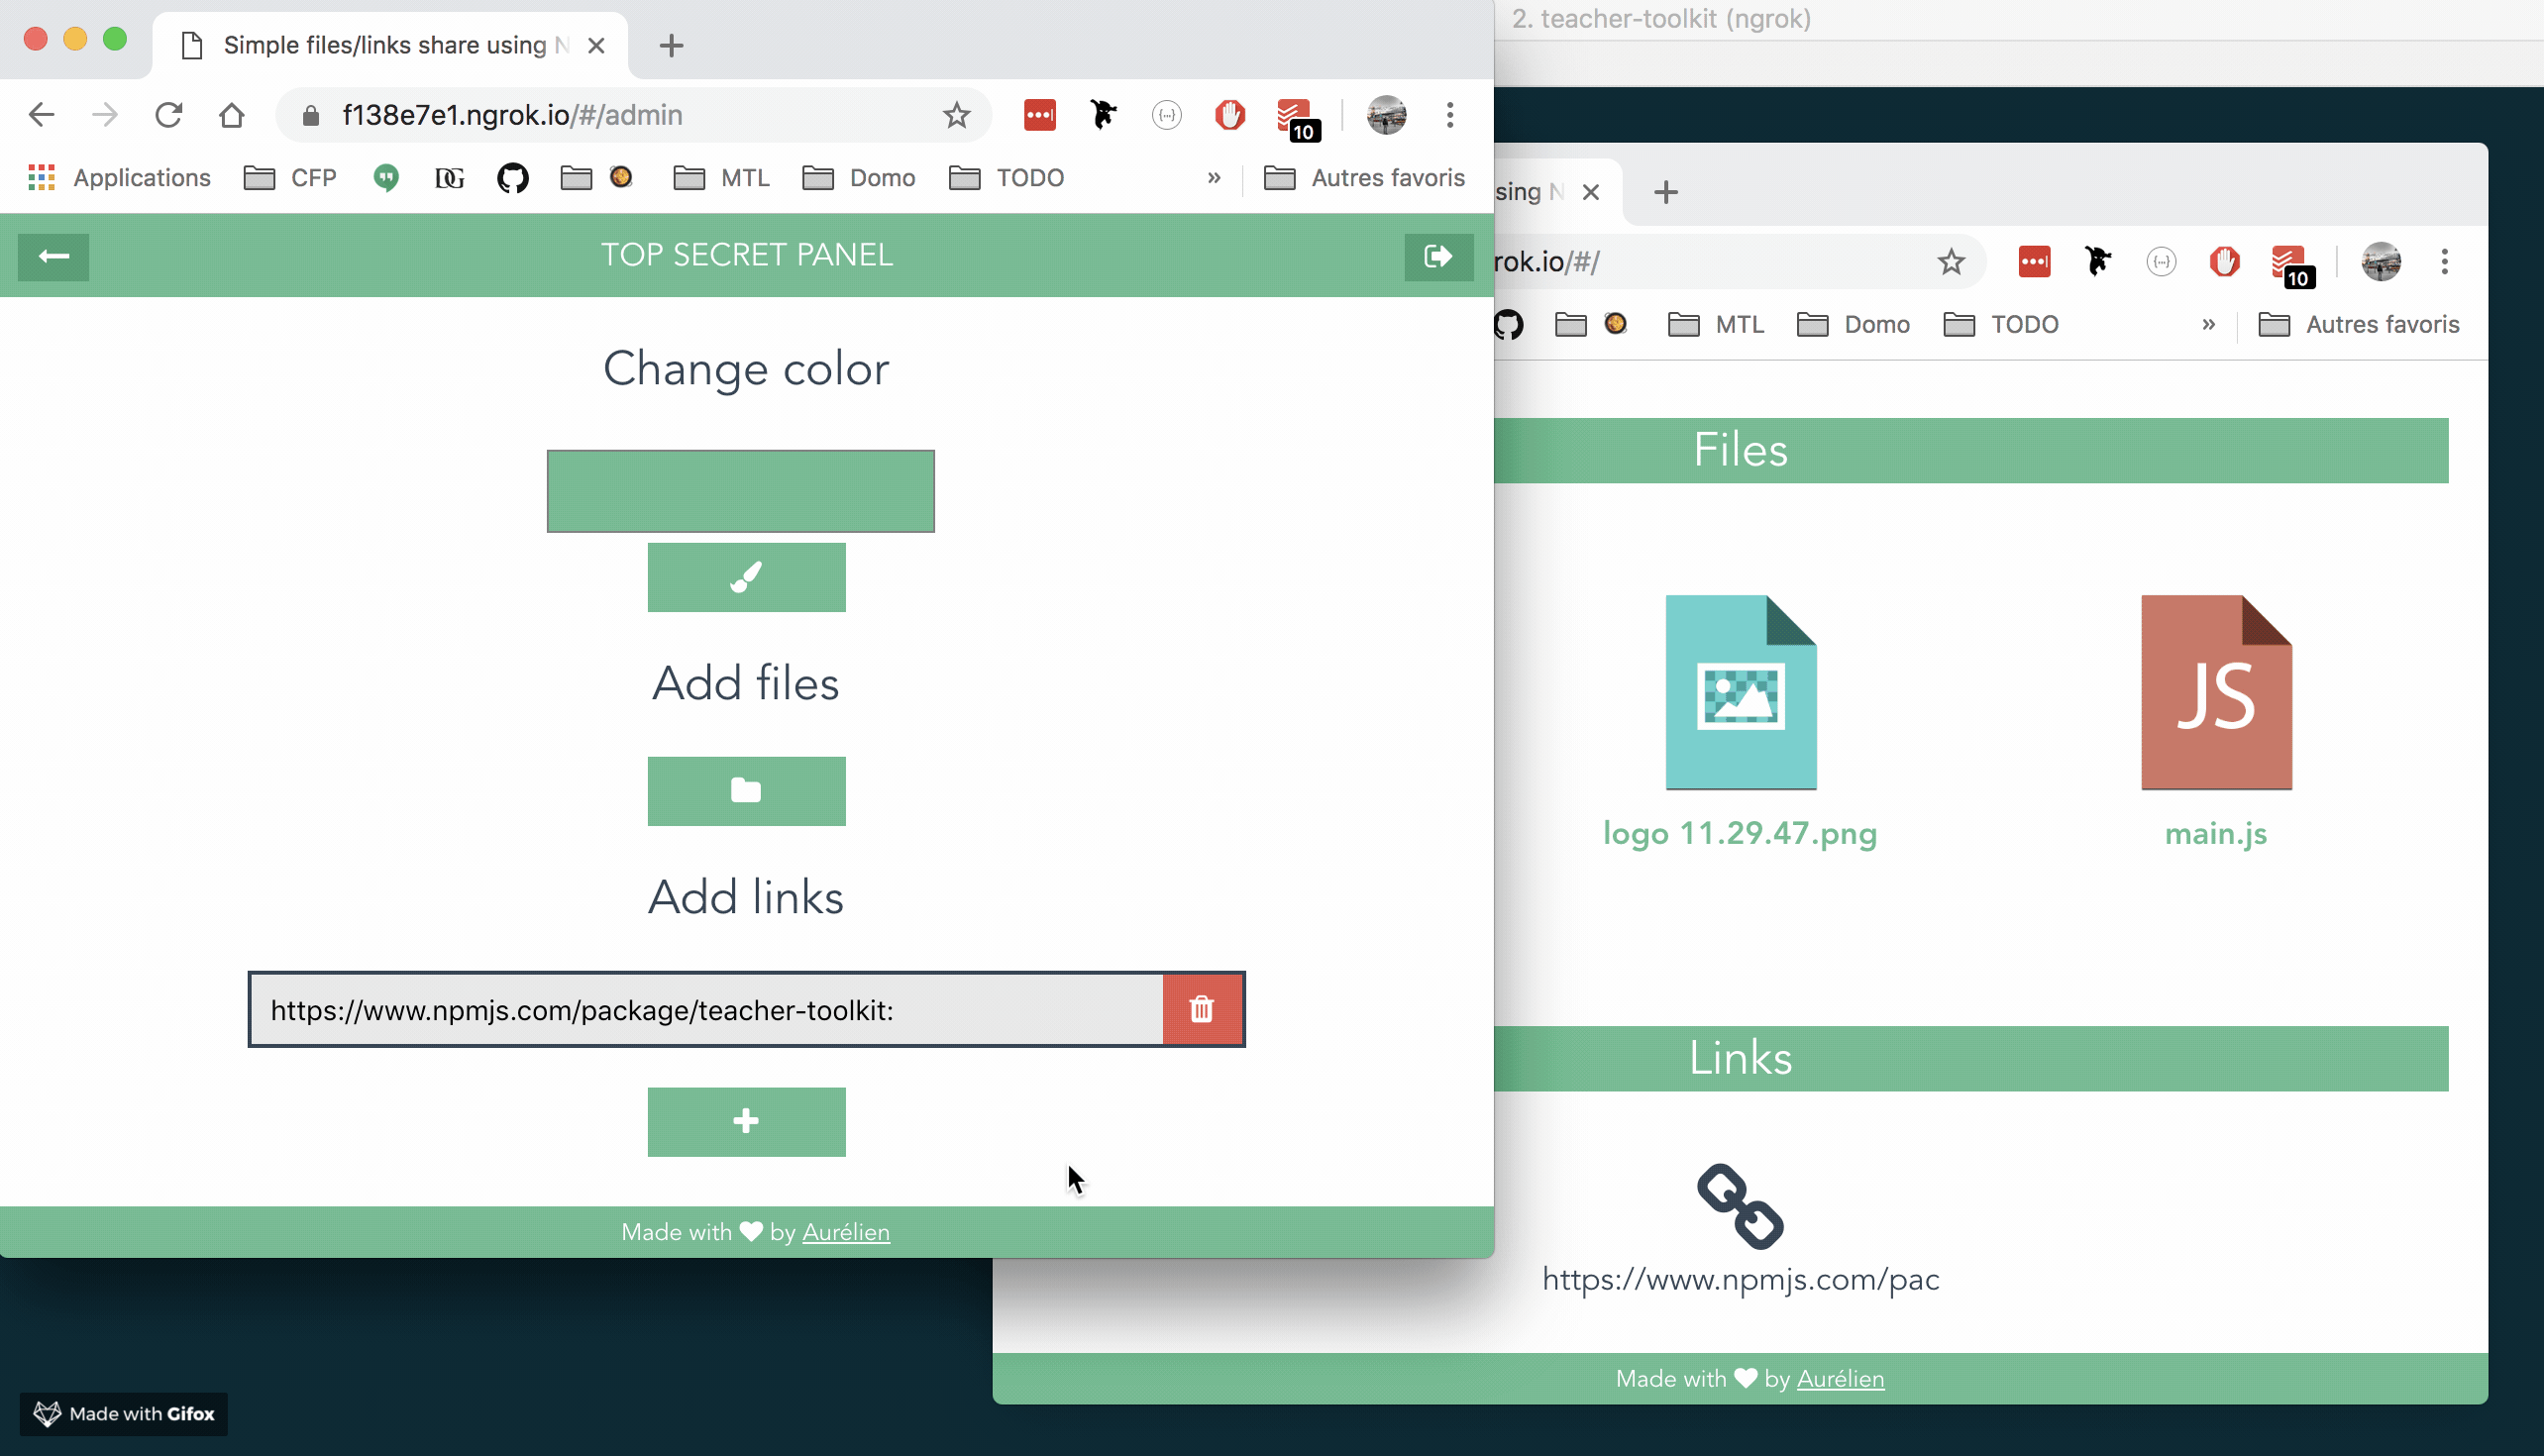 2. teacher-toolkit (ngrok)
Simple files/links share using N
f138e7e1.ngrok.io/#/admin
10
Applications CFP DG MTL Domo TODO » Autres favoris
TOP SECRET PANEL
Change color
Add files
Add links
https://www.npmjs.com/package/teacher-toolkit:
Made with by Aurélien
sing N
rok.io/#/
10
MTL Domo TODO » Autres favoris
Files
JS
logo 11.29.47.png
main.js
Links
https://www.npmjs.com/pac
Made with by Aurélien
Made with Gifox